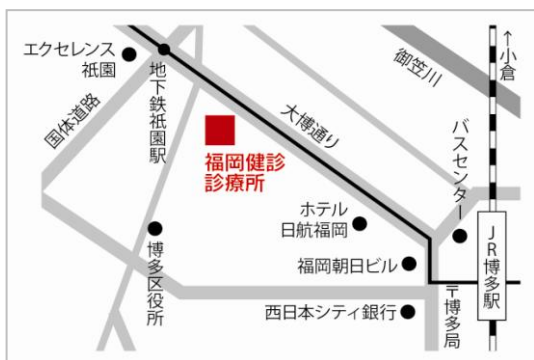 エクセレンス
祇園
地下鉄祇園駅
国体道路
大博通り
御笠川
↑小倉
バスセンター
福岡健診
診療所
ホテル
日航福岡
福岡朝日ビル
博多区役所
西日本シティ銀行
〒博多局
JR博多駅